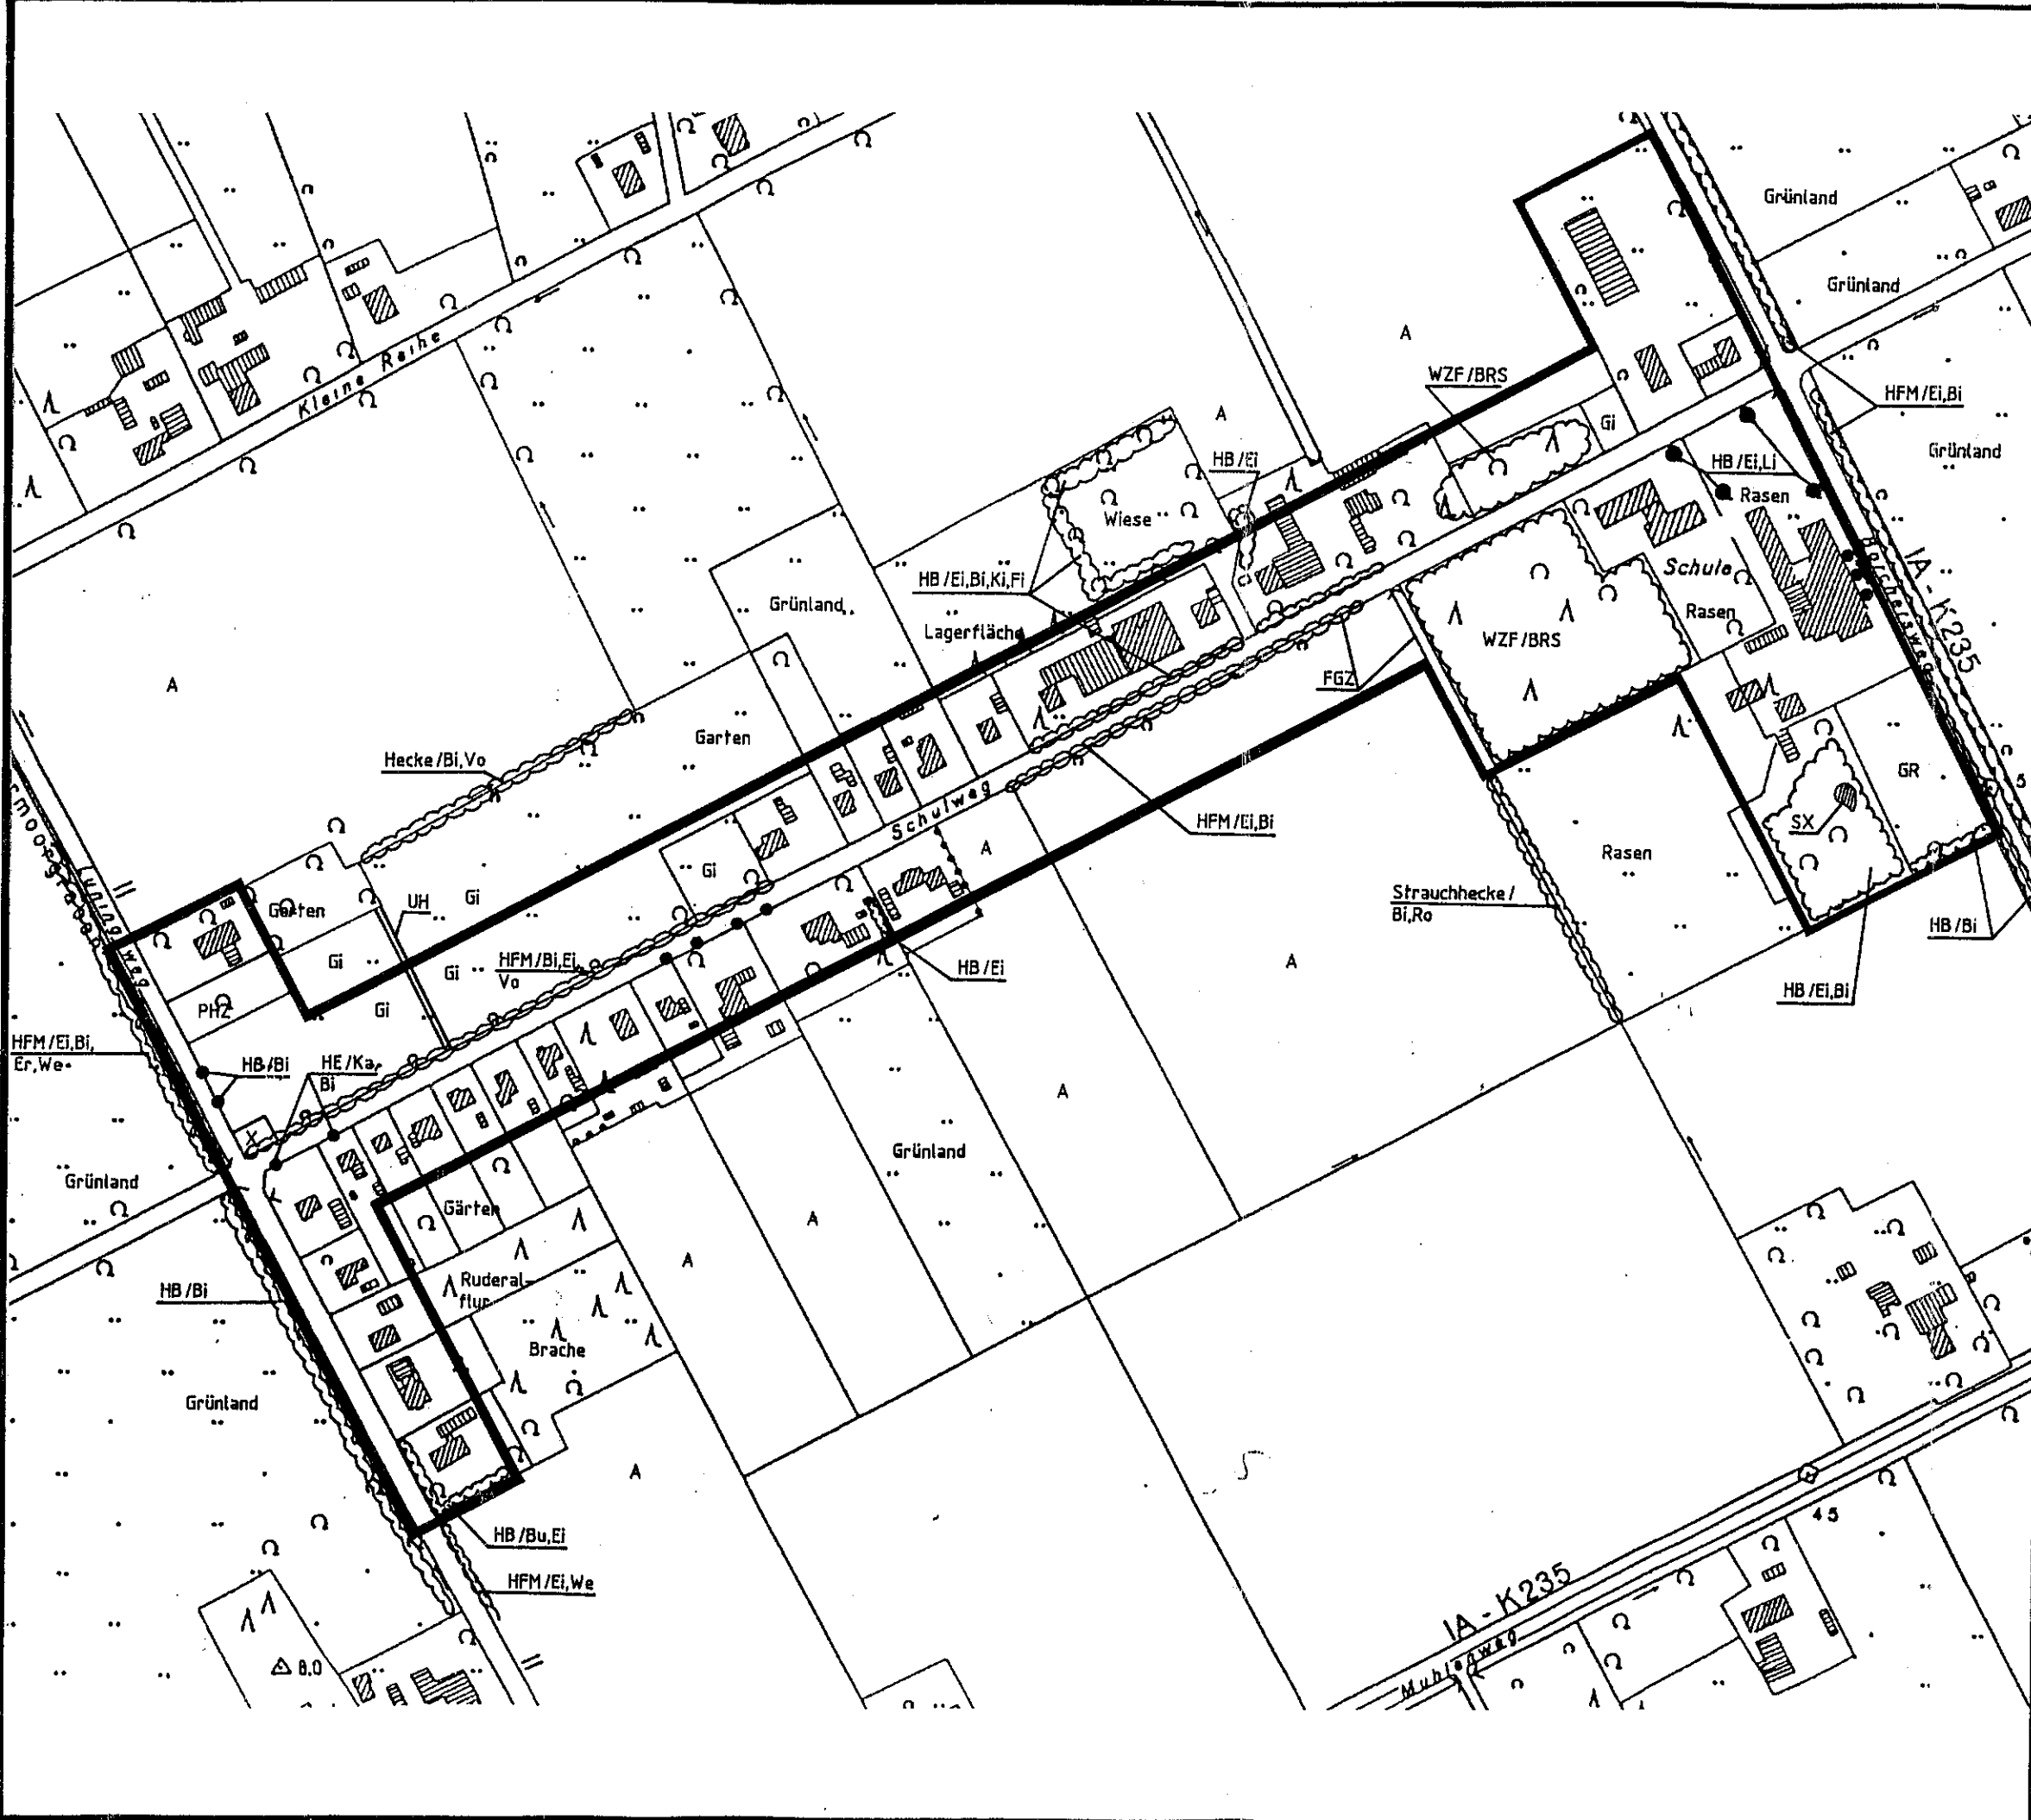 Grünland
Grünland
A
WZF/BRS
Kleine Reihe
HFM/Ei,Bi
A
Gi
Grünland
HB/Ei
HB/Ei,Li
Rasen
Wiese
Schule
HB/Ei,Bi,Ki,Fi
IA-K235
A
Grünland
Rasen
Lagerfläche
WZF/BRS
FGZ
A
Garten
Hecke/Bi,Vo
GR
5
Schulweg
SX
HFM/Ei,Bi
A
Rasen
Gi
Strauchhecke/
Bi,Ro
UH
Gi
Garten
HB/Bi
Gi
HFM/Bi,Ei,
Vo
Gi
HB/Ei
A
HB/Ei,Bi
PHZ
Gi
HFM/Ei,Bi,
Er,We
HB/Bi
HE/Ka,
Bi
A
X
Grünland
Grünland
Gärten
A
A
Ruderal-
flur
HB/Bi
Brache
Grünland
A
45
HB/Bu,Ei
HFM/Ei,We
IA-K235
8.0
Muhlenweg